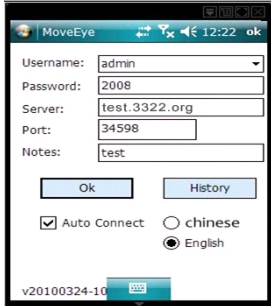 MoveEye 12:22 ok
Username: admin
Password: 2008
Server: test.3322.org
Port: 34598
Notes: test
Ok History
Auto Connect chinese
English
v20100324-10